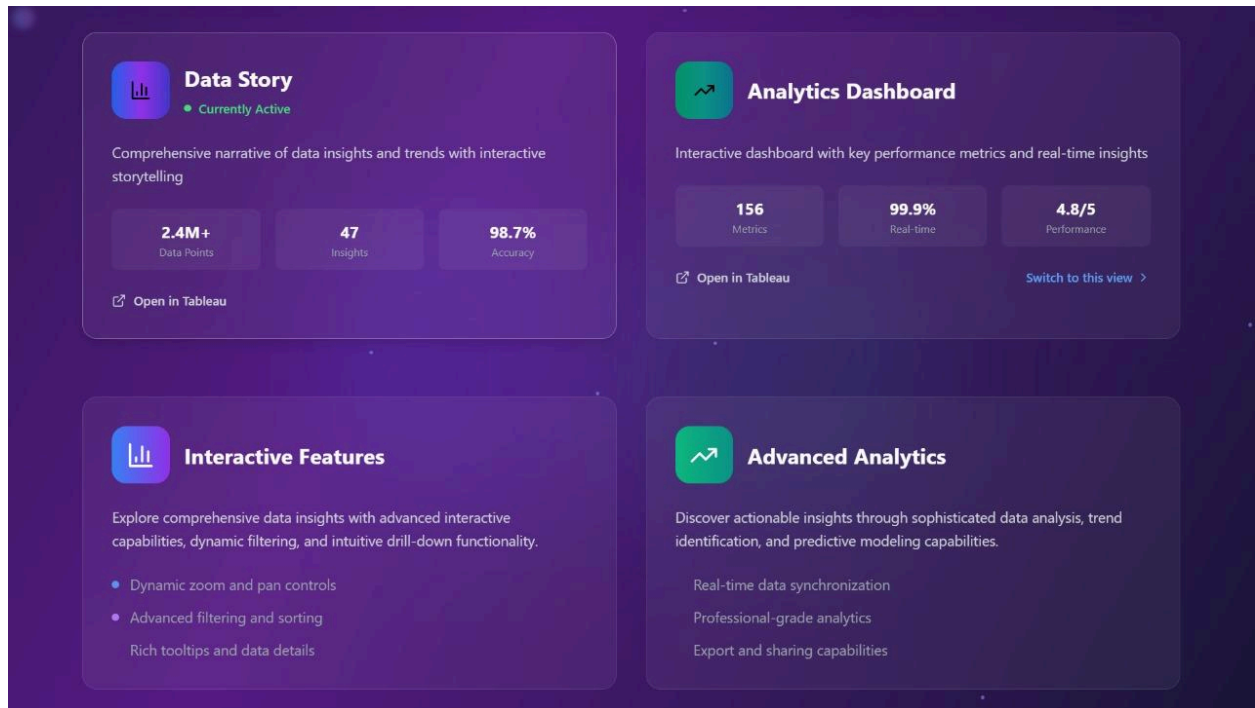 Data Story
Currently Active
Comprehensive narrative of data insights and trends with interactive
storytelling
2.4M+
Data Points
47
Insights
98.7%
Accuracy
Open in Tableau
Analytics Dashboard
Interactive dashboard with key performance metrics and real-time insights
156
Metrics
99.9%
Real-time
4.8/5
Performance
Open in Tableau
Switch to this view
Interactive Features
Explore comprehensive data insights with advanced interactive
capabilities, dynamic filtering, and intuitive drill-down functionality.
Dynamic zoom and pan controls
Advanced filtering and sorting
Rich tooltips and data details
Advanced Analytics
Discover actionable insights through sophisticated data analysis, trend
identification, and predictive modeling capabilities.
Real-time data synchronization
Professional-grade analytics
Export and sharing capabilities